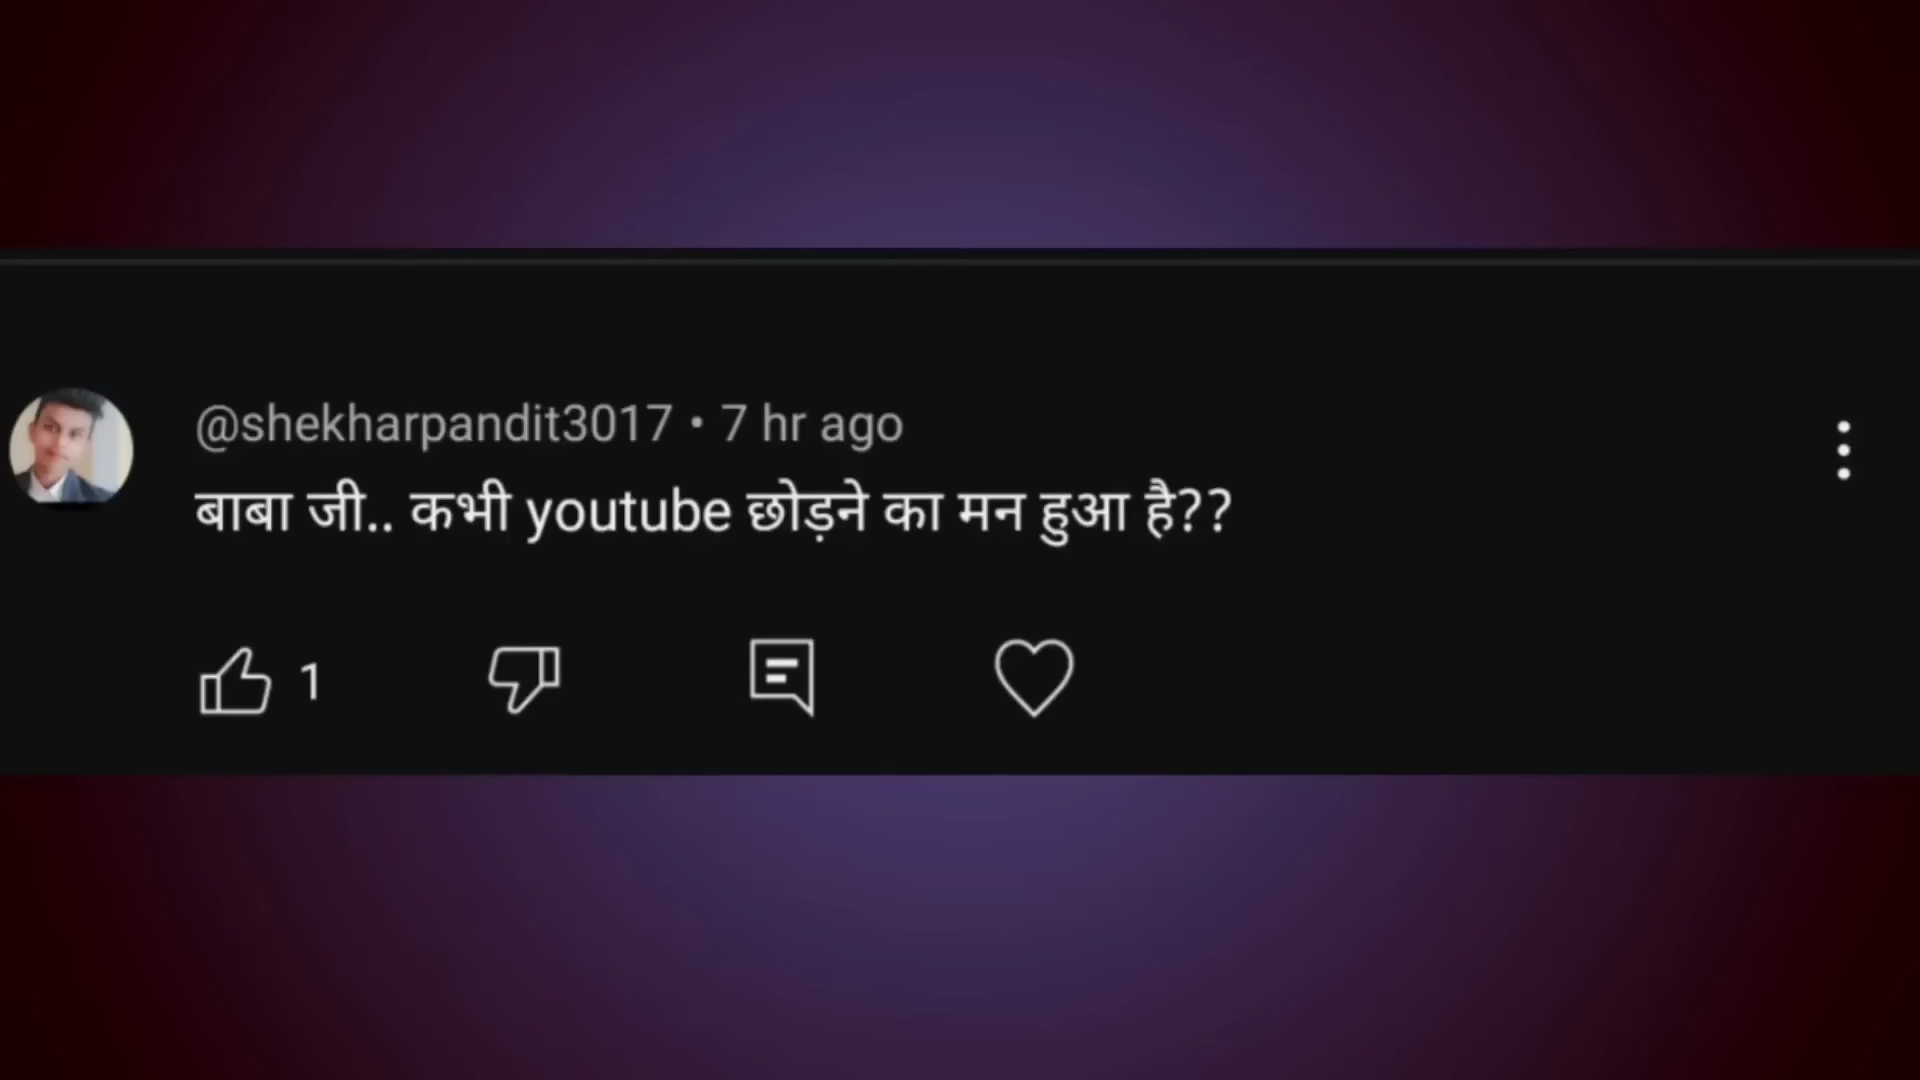 @shekharpandit3017 • 7 hr ago
बाबा जी.. कभी youtube छोड़ने का मन हुआ है??
1